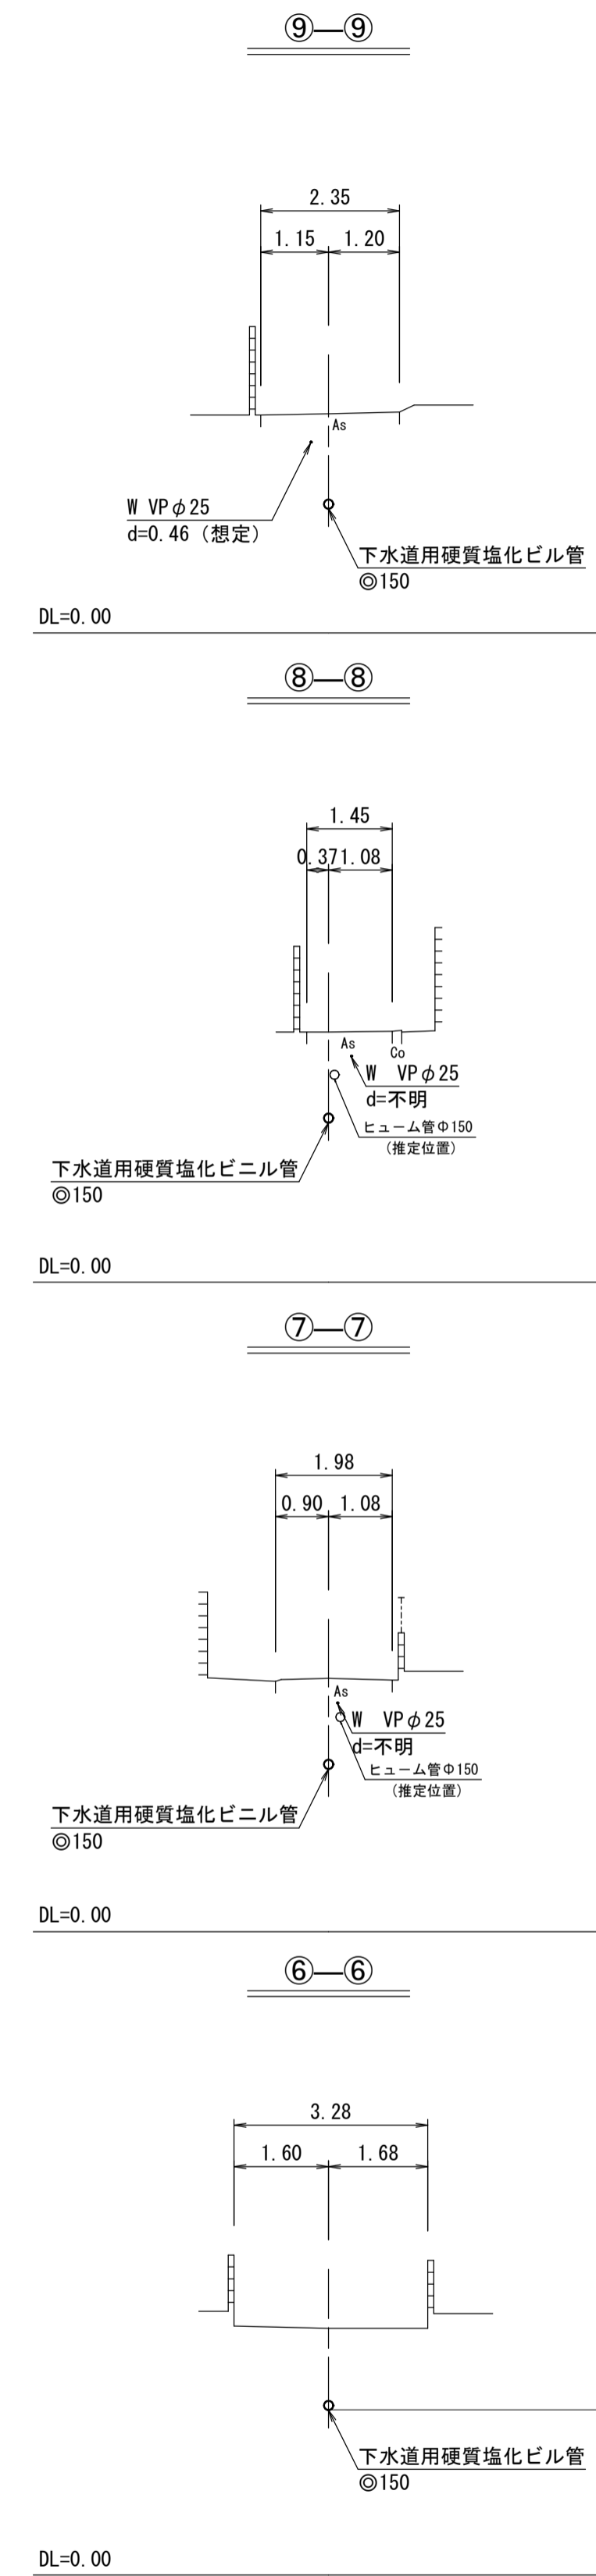 ⑨―⑨
2.35
1.15 1.20
As
W VPφ25
d=0.46 (想定)
下水道用硬質塩化ビル管
◎150
DL=0.00
⑧―⑧
1.45
0.37 1.08
As
Co
W VPφ25
d=不明
ヒューム管Φ150
(推定位置)
下水道用硬質塩化ビニル管
◎150
DL=0.00
⑦―⑦
1.98
0.90 1.08
As
W VPφ25
d=不明
ヒューム管Φ150
(推定位置)
下水道用硬質塩化ビニル管
◎150
DL=0.00
⑥―⑥
3.28
1.60 1.68
下水道用硬質塩化ビル管
◎150
DL=0.00